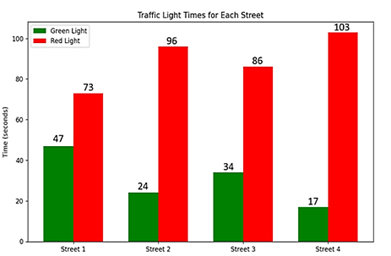 Traffic Light Times for Each Street
Green Light
Red Light
Time (seconds)
100
80
60
40
20
0
47
73
24
96
34
86
17
103
Street 1
Street 2
Street 3
Street 4